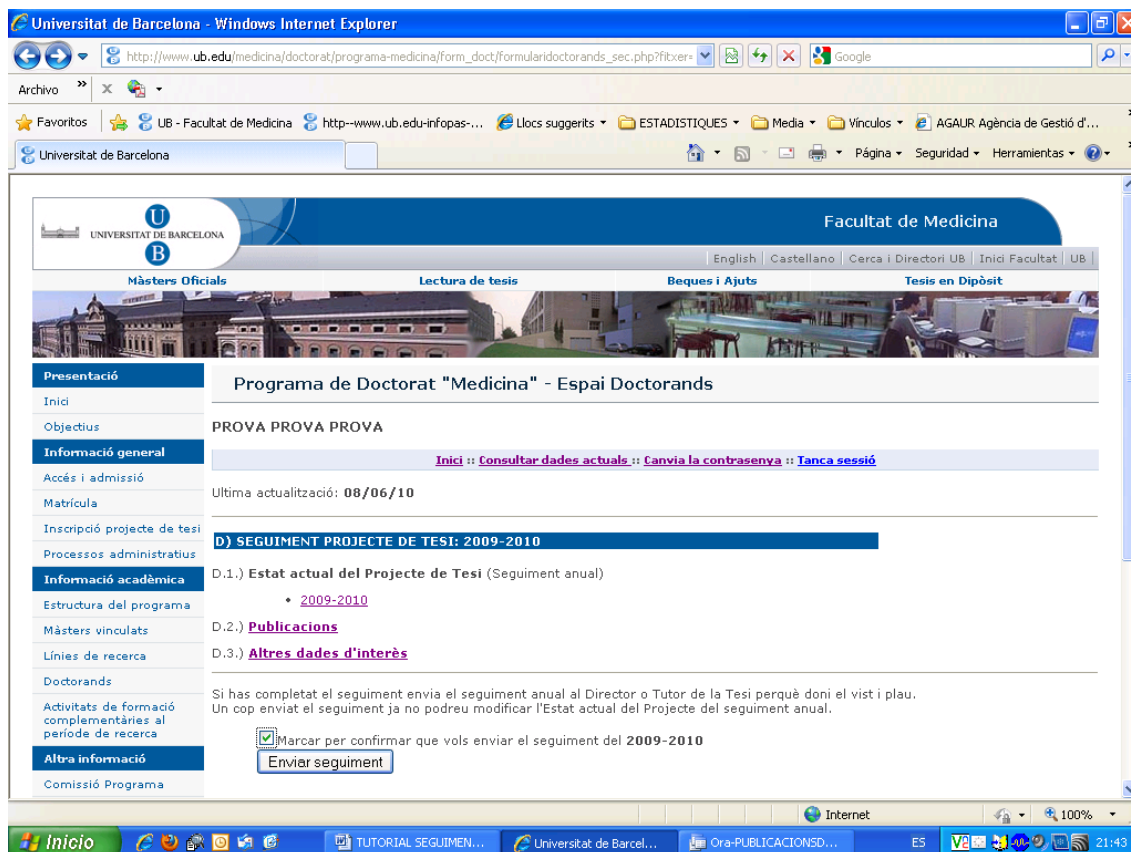 Universitat de Barcelona - Windows Internet Explorer
http://www.ub.edu/medicina/doctorat/programa-medicina/form_doct/formularidoctorands_sec.php?fitxer=
Google
Archivo » x
Favoritos UB - Facultat de Medicina http--www.ub.edu-infopas-... Llocs suggerits ESTADISTIQUES Media Vínculos AGAUR Agència de Gestió d'...
Universitat de Barcelona Página Seguridad Herramientas
U
UNIVERSITAT DE BARCELONA
B
Facultat de Medicina
English | Castellano | Cerca i Directori UB | Inici Facultat | UB |
Màsters Oficials Lectura de tesis Beques i Ajuts Tesis en Dipòsit
Presentació
Inici
Objectius
Informació general
Accés i admissió
Matrícula
Inscripció projecte de tesi
Processos administratius
Informació acadèmica
Estructura del programa
Màsters vinculats
Línies de recerca
Doctorands
Activitats de formació
complementàries al
període de recerca
Altra informació
Comissió Programa
Programa de Doctorat "Medicina" - Espai Doctorands
PROVA PROVA PROVA
Inici :: Consultar dades actuals :: Canvia la contrasenya :: Tanca sessió
Ultima actualització: 08/06/10
D) SEGUIMENT PROJECTE DE TESI: 2009-2010
D.1.) Estat actual del Projecte de Tesi (Seguiment anual)
• 2009-2010
D.2.) Publicacions
D.3.) Altres dades d'interès
Si has completat el seguiment envia el seguiment anual al Director o Tutor de la Tesi perquè doni el vist i plau.
Un cop enviat el seguiment ja no podreu modificar l'Estat actual del Projecte del seguiment anual.
Marcar per confirmar que vols enviar el seguiment del 2009-2010
Enviar seguiment
Internet 100%
Inicio TUTORIAL SEGUIMEN... Universitat de Barcel... Ora-PUBLICACIONSD... ES 21:43